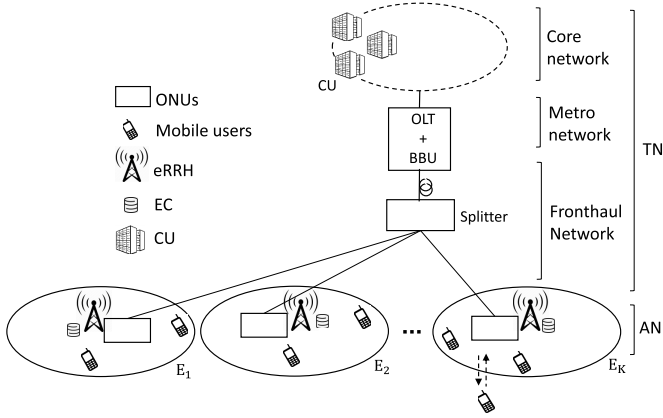 Core
network
CU
ONUs
Mobile users
eRRH
EC
CU
OLT
+
BBU
Metro
network
TN
Splitter
Fronthaul
Network
AN
E1
E2
...
EK